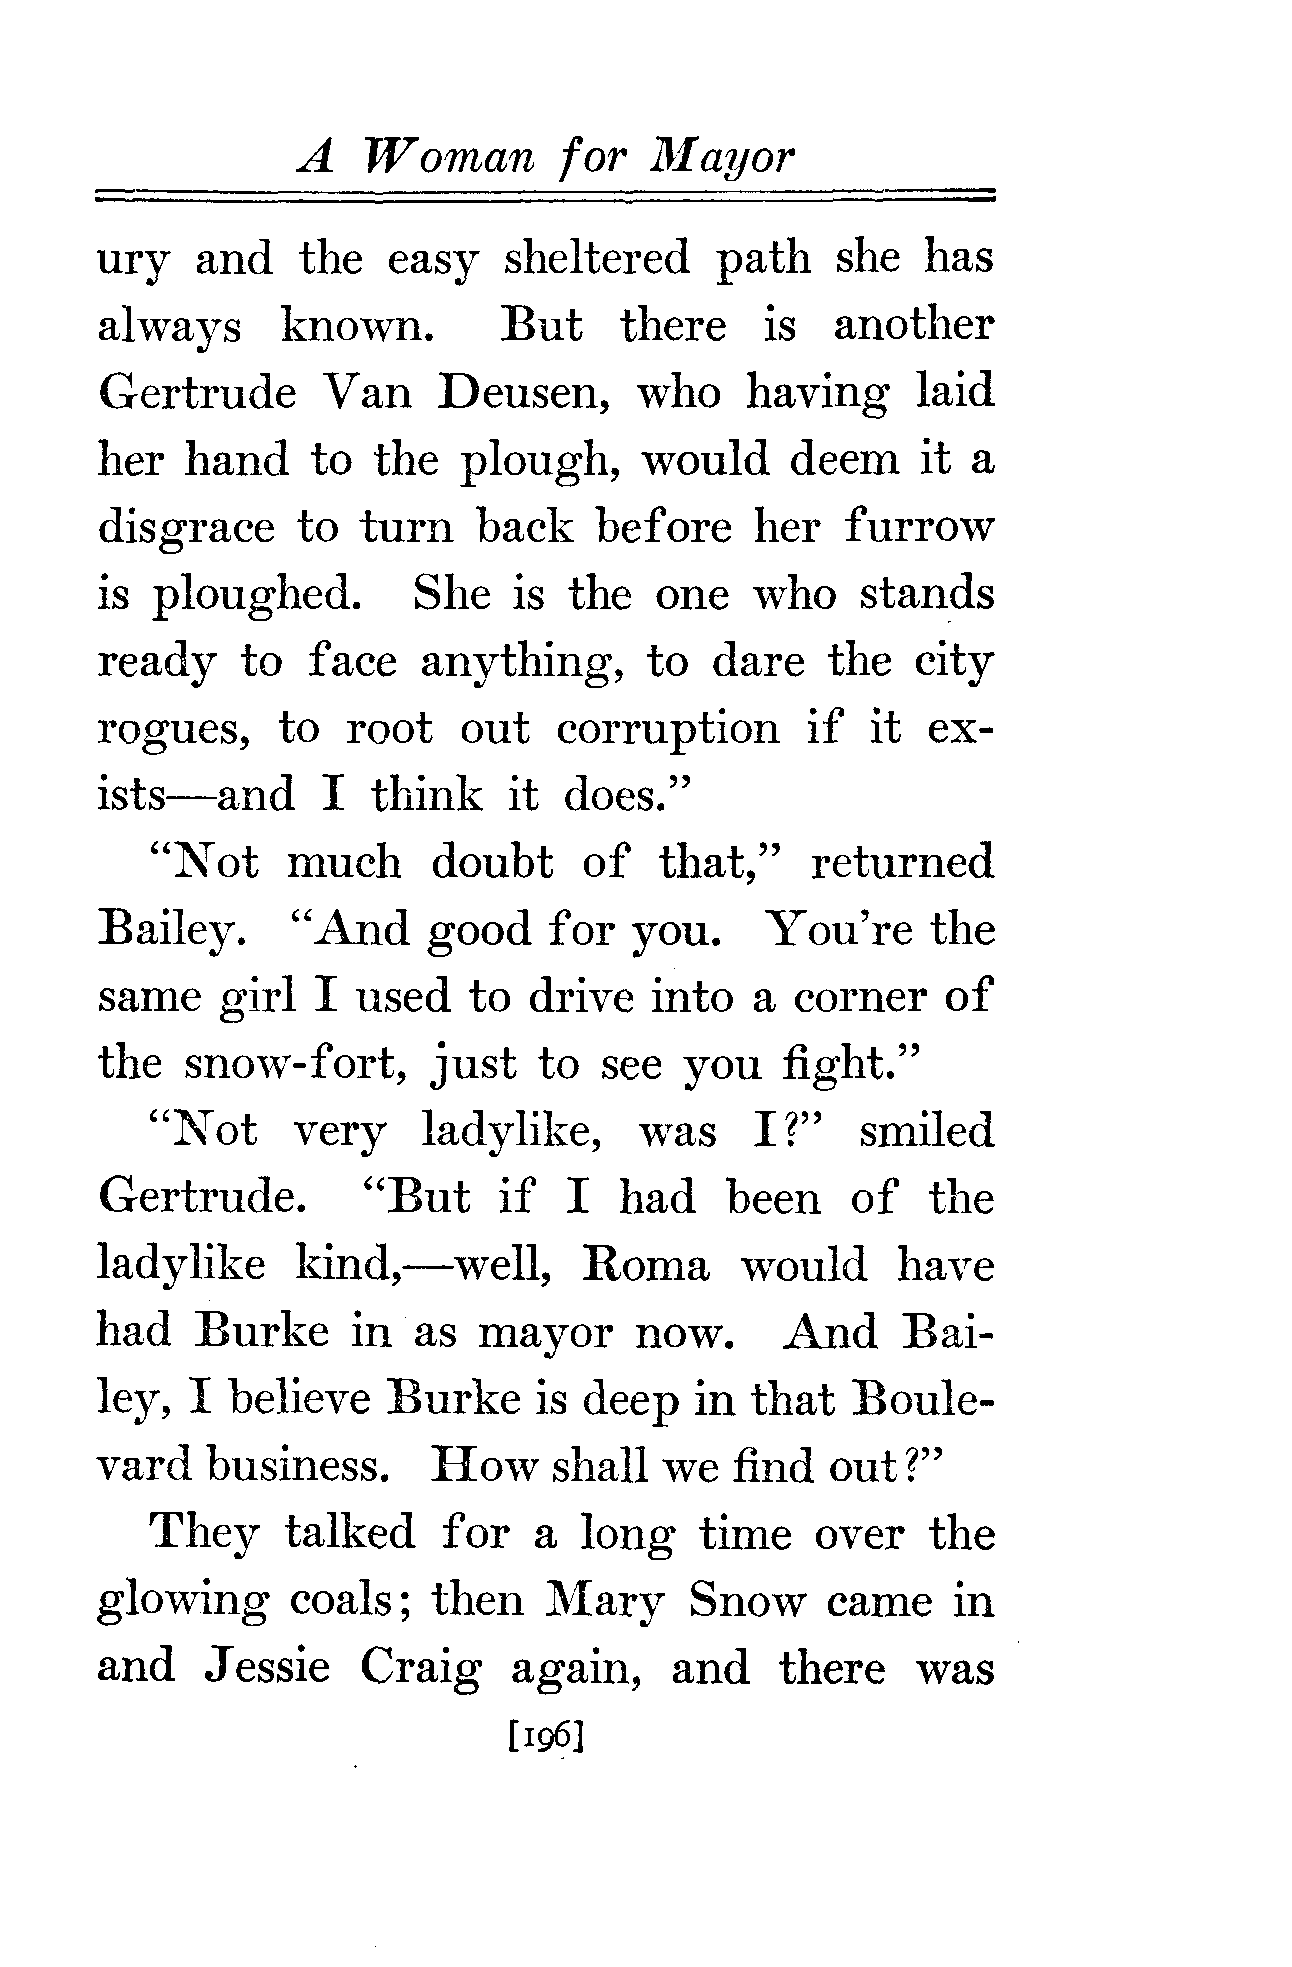 A Woman for Mayor
ury and the easy sheltered path she has
always known. But there is another
Gertrude Van Deusen, who having laid
her hand to the plough, would deem it a
disgrace to turn back before her furrow
is ploughed. She is the one who stands
ready to face anything, to dare the city
rogues, to root out corruption if it ex-
ists—and I think it does.”
“Not much doubt of that,” returned
Bailey. “And good for you. You’re the
same girl I used to drive into a corner of
the snow-fort, just to see you fight.”
“Not very ladylike, was I?” smiled
Gertrude. “But if I had been of the
ladylike kind,—well, Roma would have
had Burke in as mayor now. And Bai-
ley, I believe Burke is deep in that Boule-
vard business. How shall we find out?”
They talked for a long time over the
glowing coals; then Mary Snow came in
and Jessie Craig again, and there was
[196]